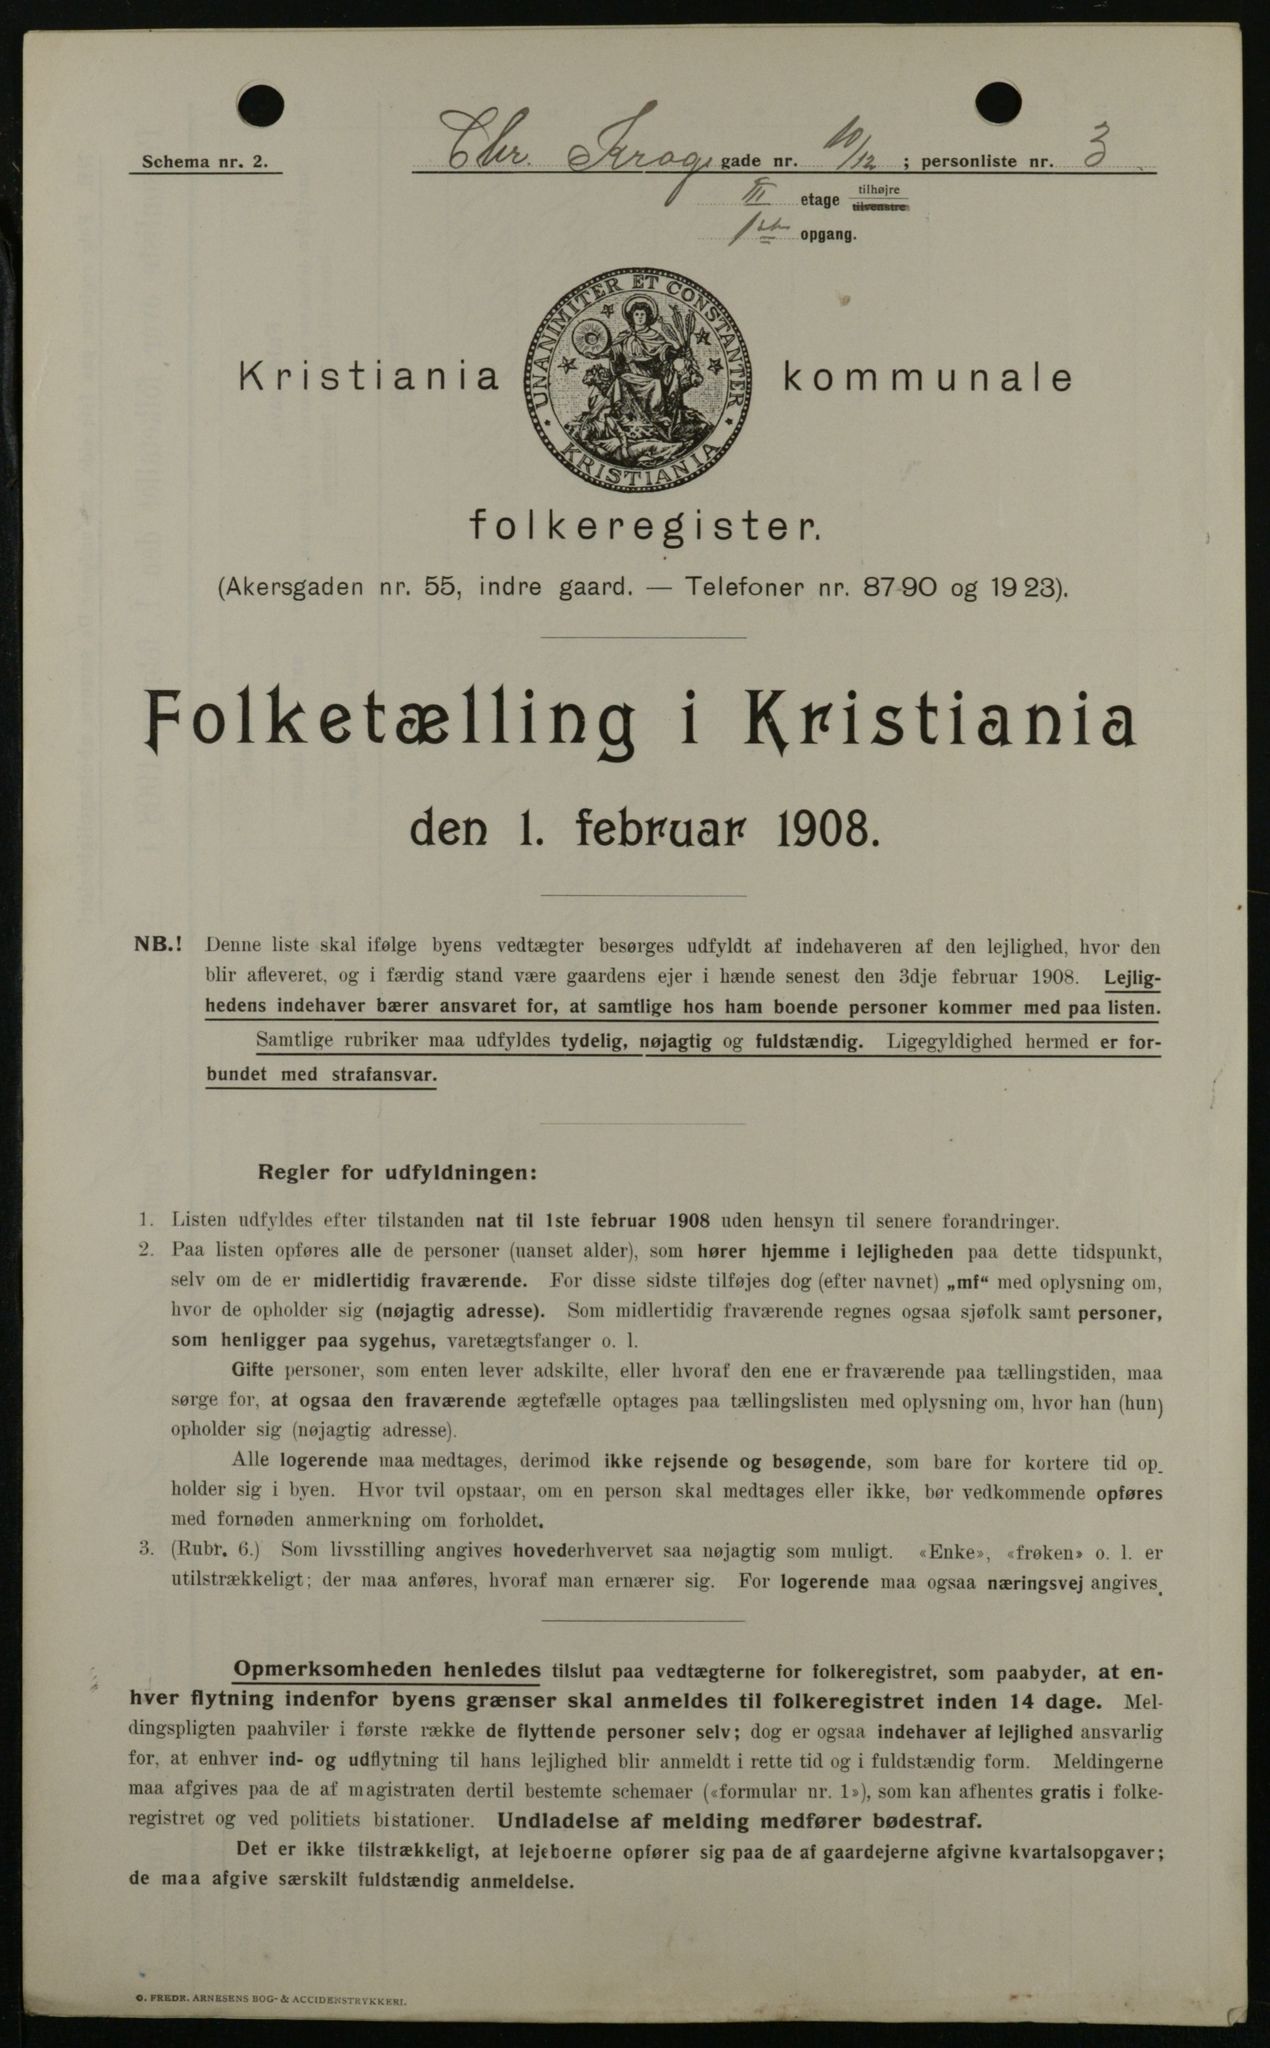 Schema nr. 2.
Chr. Krogs gade nr. 10/12 ; personliste nr. 3
III etage tilhøjre tilvenstre
1ste opgang.
UNANIMITER ET CONSTANTER
KRISTIANIA
Kristiania kommunale
folkeregister.
(Akersgaden nr. 55, indre gaard. — Telefoner nr. 87 90 og 19 23).
Folketælling i Kristiania
den 1. februar 1908.
NB.! Denne liste skal ifølge byens vedtægter besørges udfyldt af indehaveren af den lejlighed, hvor den
blir afleveret, og i færdig stand være gaardens ejer i hænde senest den 3dje februar 1908. Lejlig-
hedens indehaver bærer ansvaret for, at samtlige hos ham boende personer kommer med paa listen.
Samtlige rubriker maa udfyldes tydelig, nøjagtig og fuldstændig. Ligegyldighed hermed er for-
bundet med strafansvar.
Regler for udfyldningen:
1. Listen udfyldes efter tilstanden nat til 1ste februar 1908 uden hensyn til senere forandringer.
2. Paa listen opføres alle de personer (uanset alder), som hører hjemme i lejligheden paa dette tidspunkt,
selv om de er midlertidig fraværende. For disse sidste tilføjes dog (efter navnet) „mf“ med oplysning om,
hvor de opholder sig (nøjagtig adresse). Som midlertidig fraværende regnes ogsaa sjøfolk samt personer,
som henligger paa sygehus, varetægtsfanger o. l.
Gifte personer, som enten lever adskilte, eller hvoraf den ene er fraværende paa tællingstiden, maa
sørge for, at ogsaa den fraværende ægtefælle optages paa tællingslisten med oplysning om, hvor han (hun)
opholder sig (nøjagtig adresse).
Alle logerende maa medtages, derimod ikke rejsende og besøgende, som bare for kortere tid op-
holder sig i byen. Hvor tvil opstaar, om en person skal medtages eller ikke, bør vedkommende opføres
med fornøden anmerkning om forholdet.
3. (Rubr. 6.) Som livsstilling angives hovederhvervet saa nøjagtig som muligt. «Enke», «frøken» o. l. er
utilstrækkeligt; der maa anføres, hvoraf man ernærer sig. For logerende maa ogsaa næringsvej angives.
Opmerksomheden henledes tilslut paa vedtægterne for folkeregistret, som paabyder, at en-
hver flytning indenfor byens grænser skal anmeldes til folkeregistret inden 14 dage. Mel-
dingspligten paahviler i første række de flyttende personer selv; dog er ogsaa indehaver af lejlighed ansvarlig
for, at enhver ind- og udflytning til hans lejlighed blir anmeldt i rette tid og i fuldstændig form. Meldingerne
maa afgives paa de af magistraten dertil bestemte schemaer («formular nr. 1»), som kan afhentes gratis i folke-
registret og ved politiets bistationer. Undladelse af melding medfører bødestraf.
Det er ikke tilstrækkeligt, at lejeboerne opfører sig paa de af gaardejerne afgivne kvartalsopgaver;
de maa afgive særskilt fuldstændig anmeldelse.
O. FREDR. ARNESENS BOG- & ACCIDENSTRYKKERI.